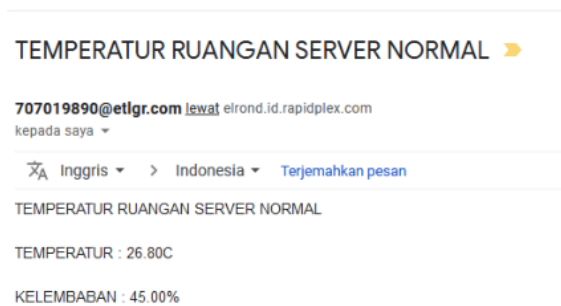 TEMPERATUR RUANGAN SERVER NORMAL
707019890@etlgr.com lewat elrond.id.rapidplex.com
kepada saya
Inggris > Indonesia Terjemahkan pesan
TEMPERATUR RUANGAN SERVER NORMAL
TEMPERATUR : 26.80C
KELEMBABAN : 45.00%